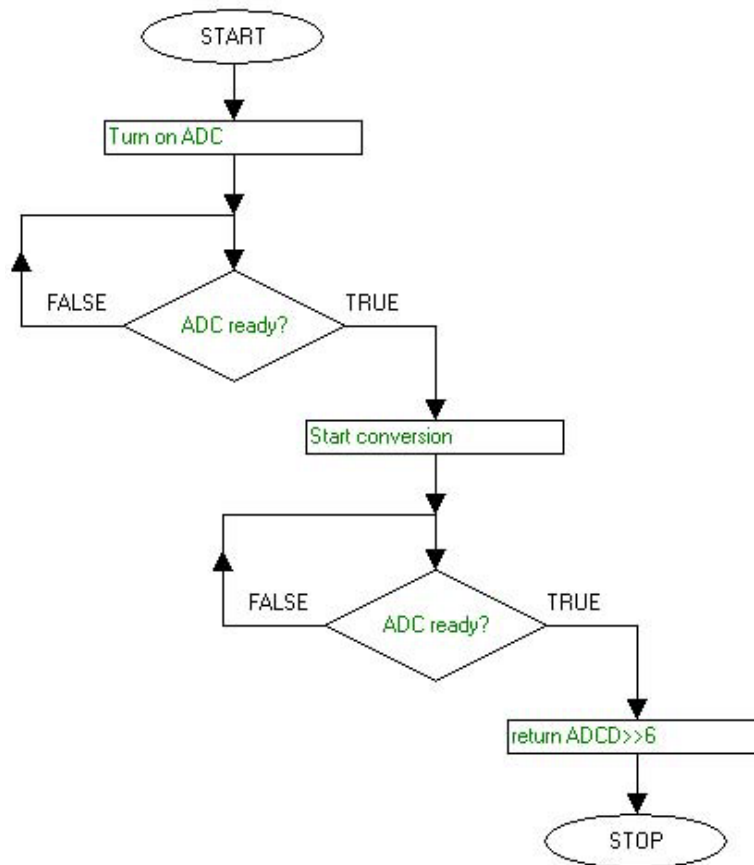 START
Turn on ADC
FALSE
TRUE
ADC ready?
Start conversion
FALSE
TRUE
ADC ready?
return ADCD>>6
STOP